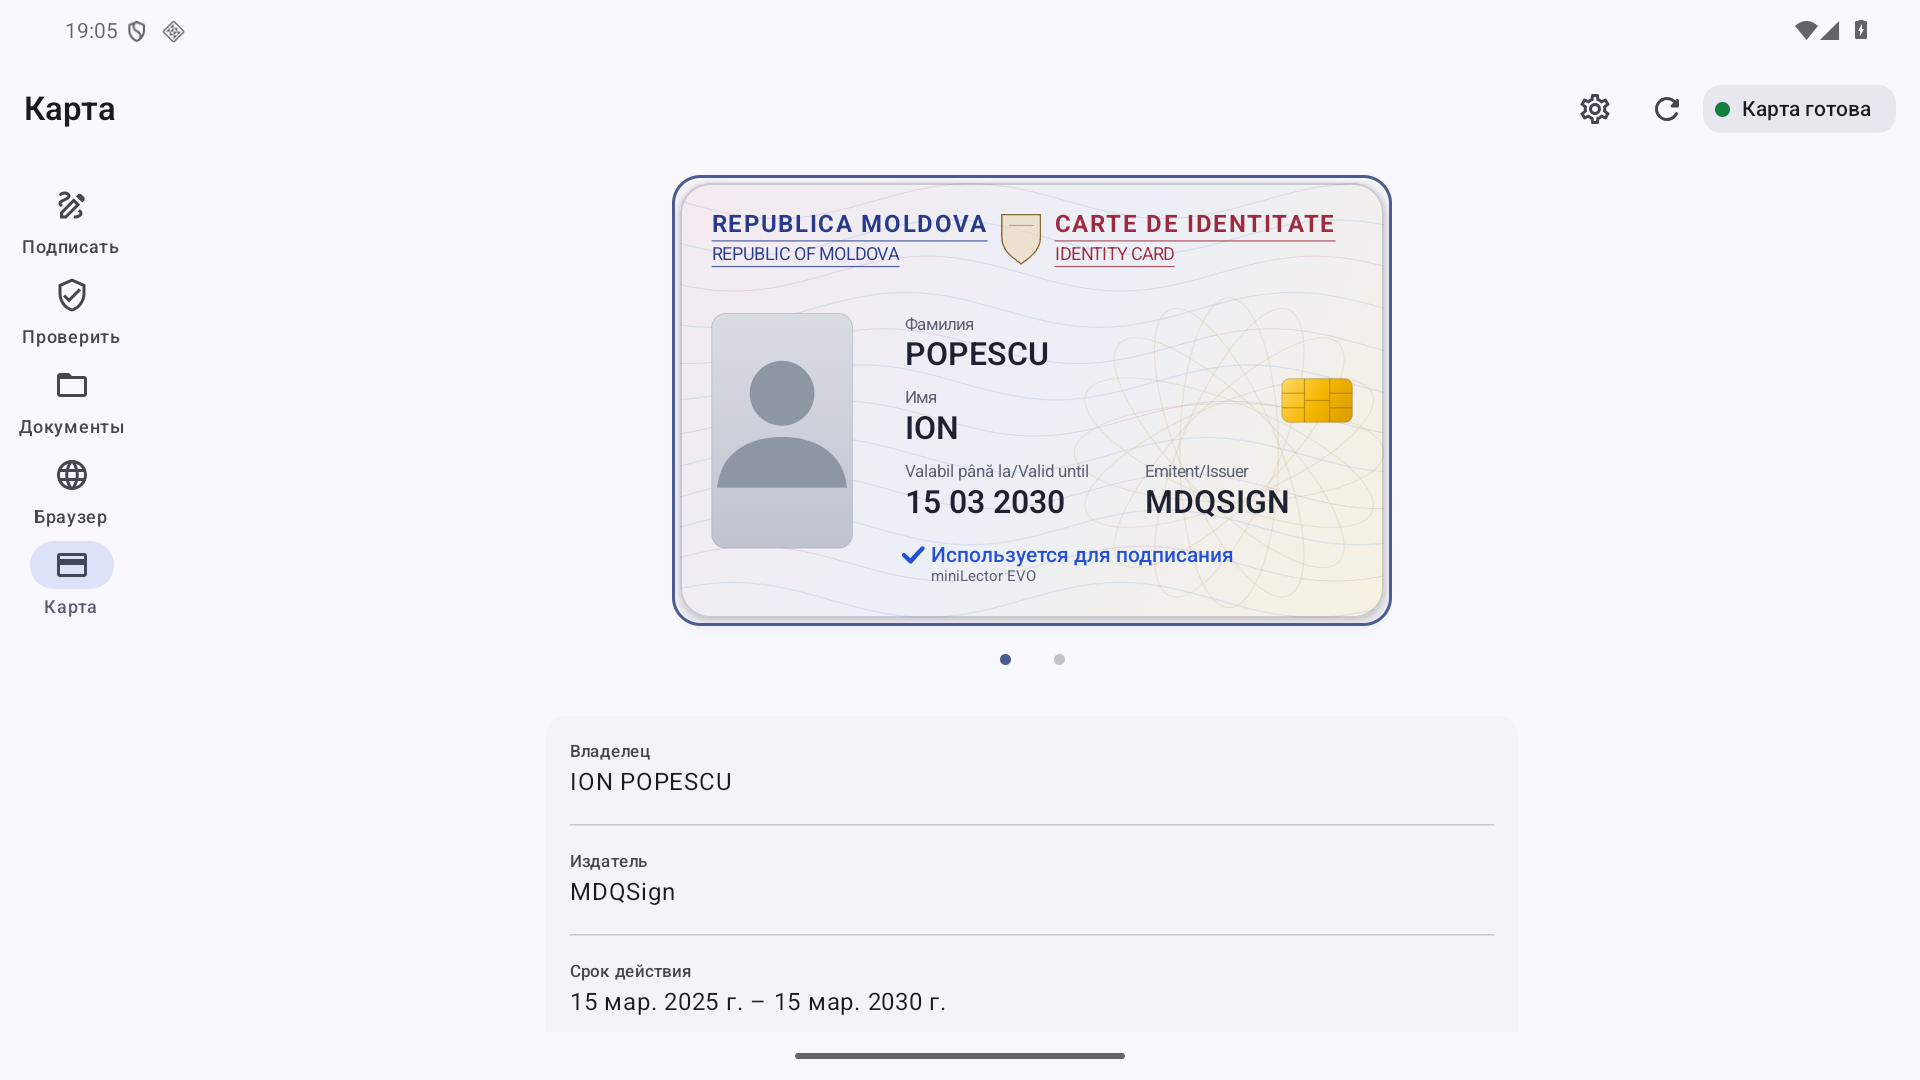 19:05
Карта
Карта готова
Подписать
Проверить
Документы
Браузер
Карта
REPUBLICA MOLDOVA
REPUBLIC OF MOLDOVA
CARTE DE IDENTITATE
IDENTITY CARD
Фамилия
POPESCU
Имя
ION
Valabil până la/Valid until
15 03 2030
Emitent/Issuer
MDQSIGN
Используется для подписания
miniLector EVO
Владелец
ION POPESCU
Издатель
MDQSign
Срок действия
15 мар. 2025 г. – 15 мар. 2030 г.